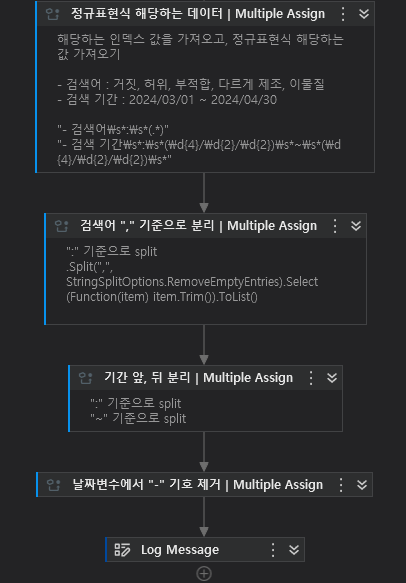 정규표현식 해당하는 데이터 | Multiple Assign
해당하는 인덱스 값을 가져오고, 정규표현식 해당하는
값 가져오기
- 검색어 : 거짓, 허위, 부적합, 다르게 제조, 이물질
- 검색 기간 : 2024/03/01 ~ 2024/04/30
"- 검색어₩s*:₩s*(.*)"
"- 검색 기간₩s*:₩s*(₩d{4}/₩d{2}/₩d{2})₩s*~₩s*(₩d
{4}/₩d{2}/₩d{2})₩s*"
검색어 "," 기준으로 분리 | Multiple Assign
":" 기준으로 split
.Split(",",
StringSplitOptions.RemoveEmptyEntries).Select
(Function(item) item.Trim()).ToList()
기간 앞, 뒤 분리 | Multiple Assign
":" 기준으로 split
"~" 기준으로 split
날짜변수에서 "-" 기호 제거 | Multiple Assign
Log Message